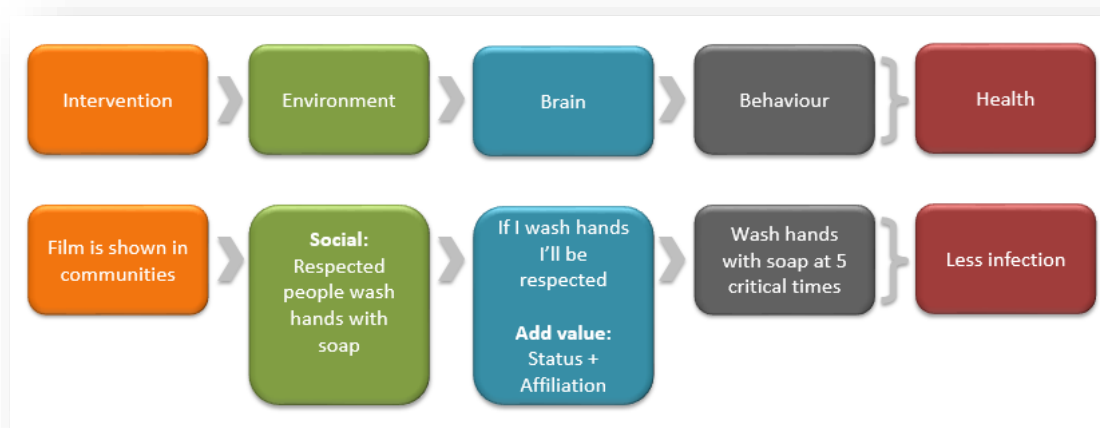 Intervention
Environment
Brain
Behaviour
Health
Film is shown in
communities
Social:
Respected
people wash
hands with
soap
If I wash hands
I’ll be
respected
Add value:
Status +
Affiliation
Wash hands
with soap at 5
critical times
Less infection